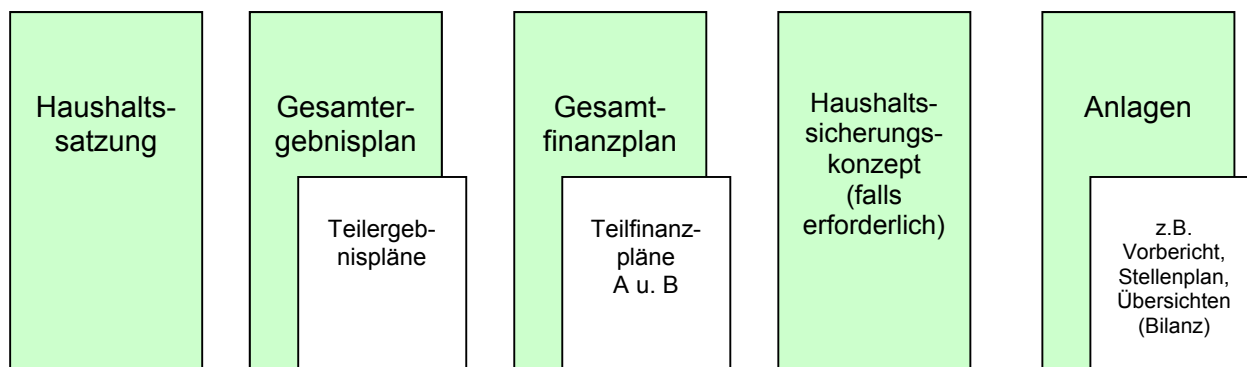 Haushalts-
satzung
Gesamter-
gebnisplan
Teilergeb-
nispläne
Gesamt-
finanzplan
Teilfinanz-
pläne
A u. B
Haushalts-
sicherungs-
konzept
(falls
erforderlich)
Anlagen
z.B.
Vorbericht,
Stellenplan,
Übersichten
(Bilanz)